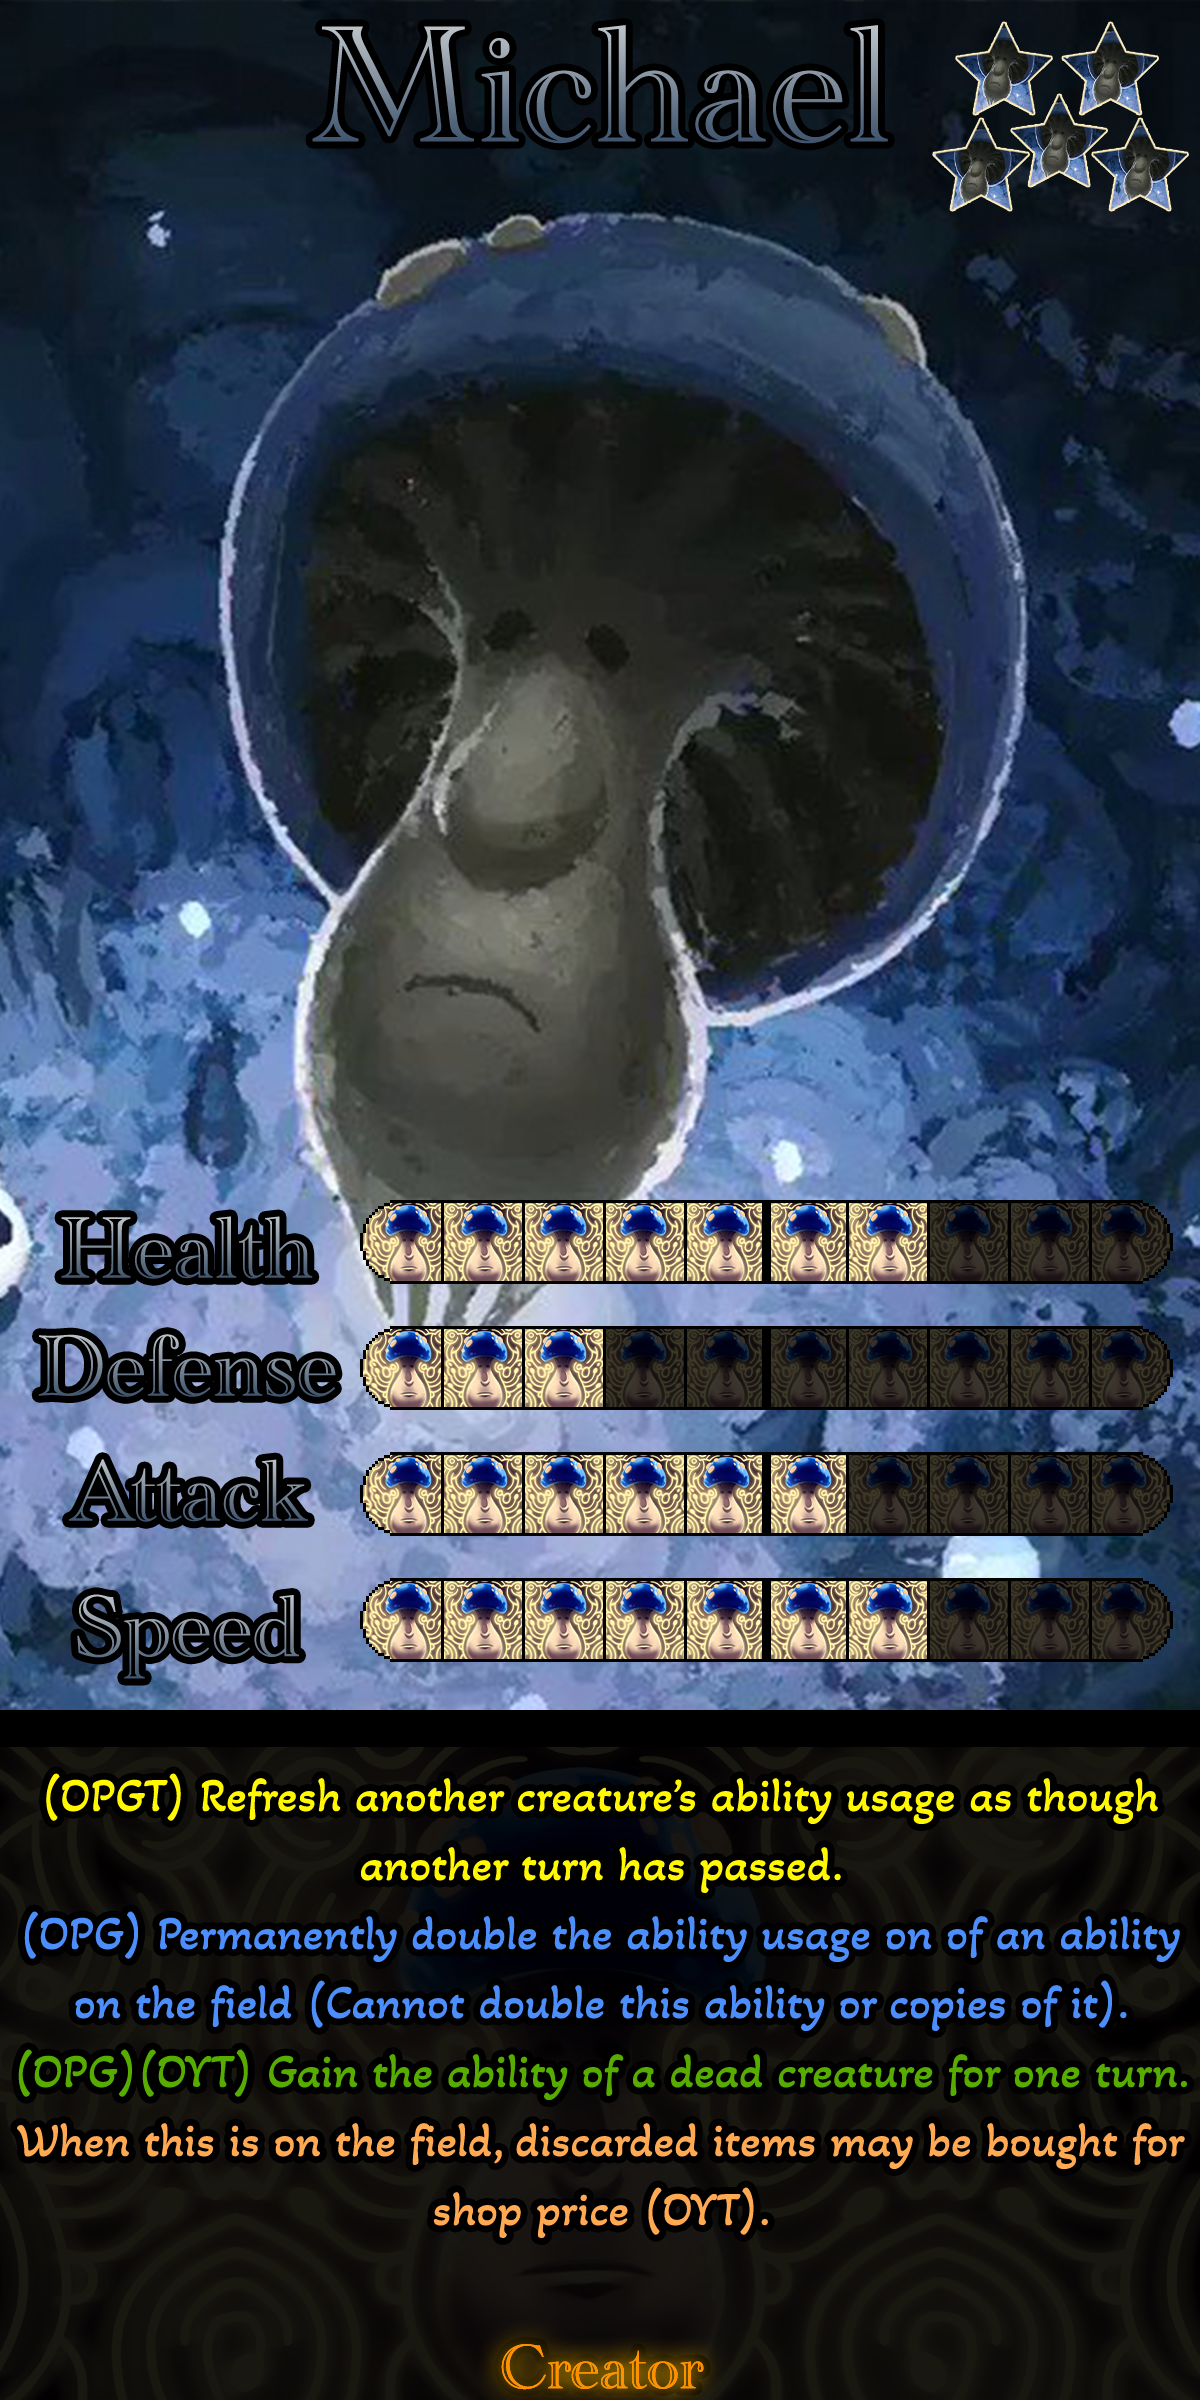 Michael
Health
Defense
Attack
Speed
(OPGT) Refresh another creature's ability usage as though
another turn has passed.
(OPG) Permanently double the ability usage on of an ability
on the field (Cannot double this ability or copies of it).
(OPG)(OYT) Gain the ability of a dead creature for one turn.
When this is on the field, discarded items may be bought for
shop price (OYT).
Creator